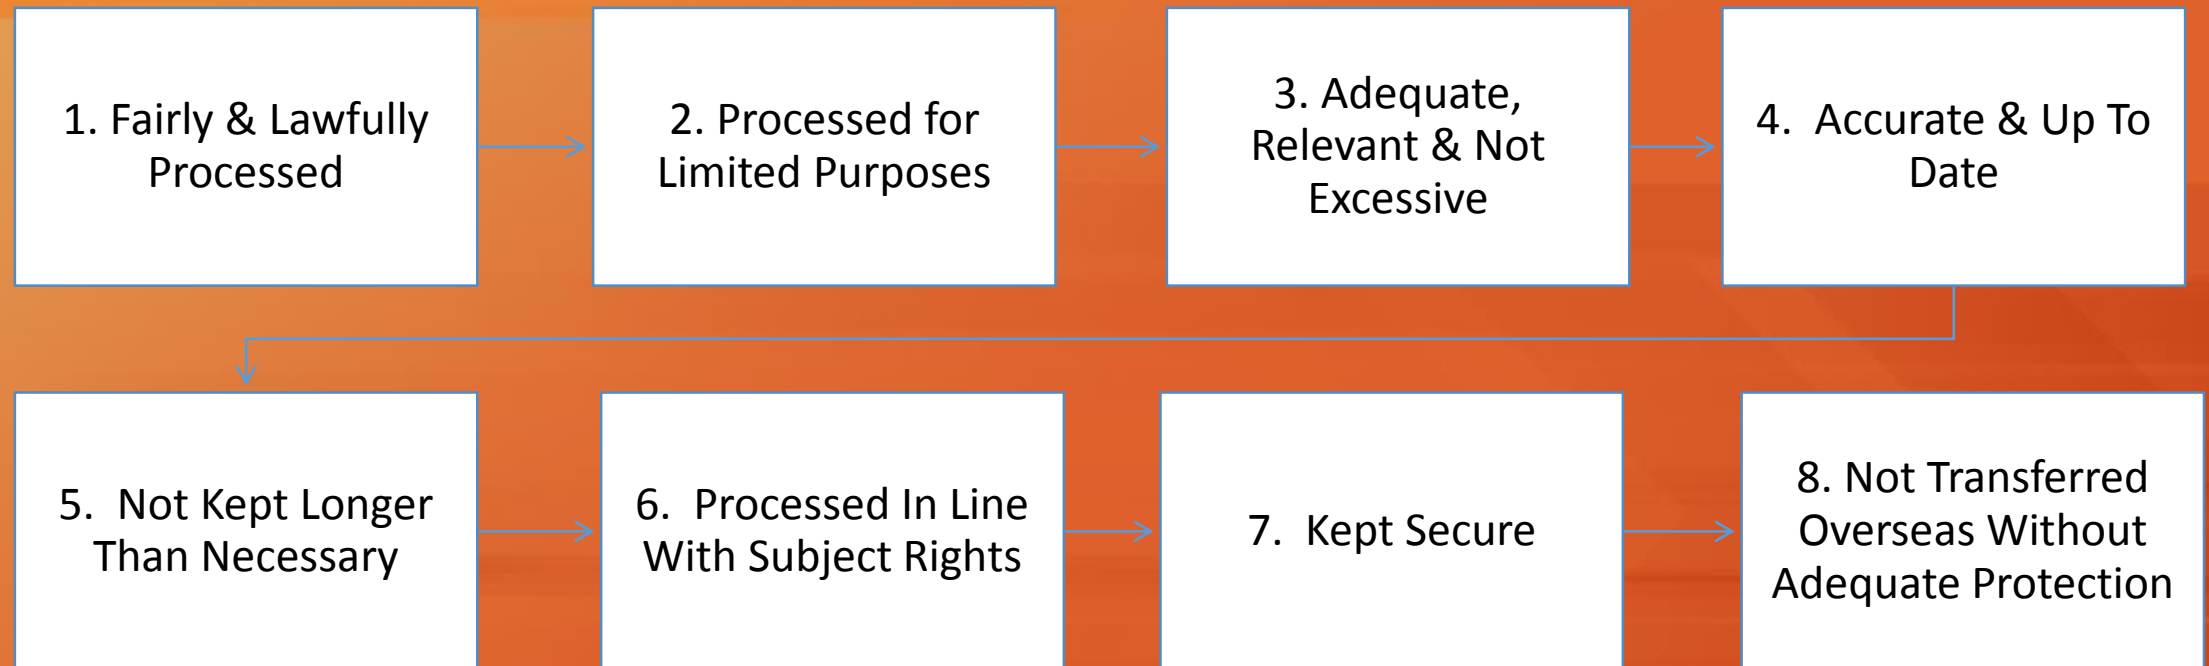 1. Fairly & Lawfully
Processed
2. Processed for
Limited Purposes
3. Adequate,
Relevant & Not
Excessive
4.  Accurate & Up To
Date
5.  Not Kept Longer
Than Necessary
6.  Processed In Line
With Subject Rights
7.  Kept Secure
8. Not Transferred
Overseas Without
Adequate Protection